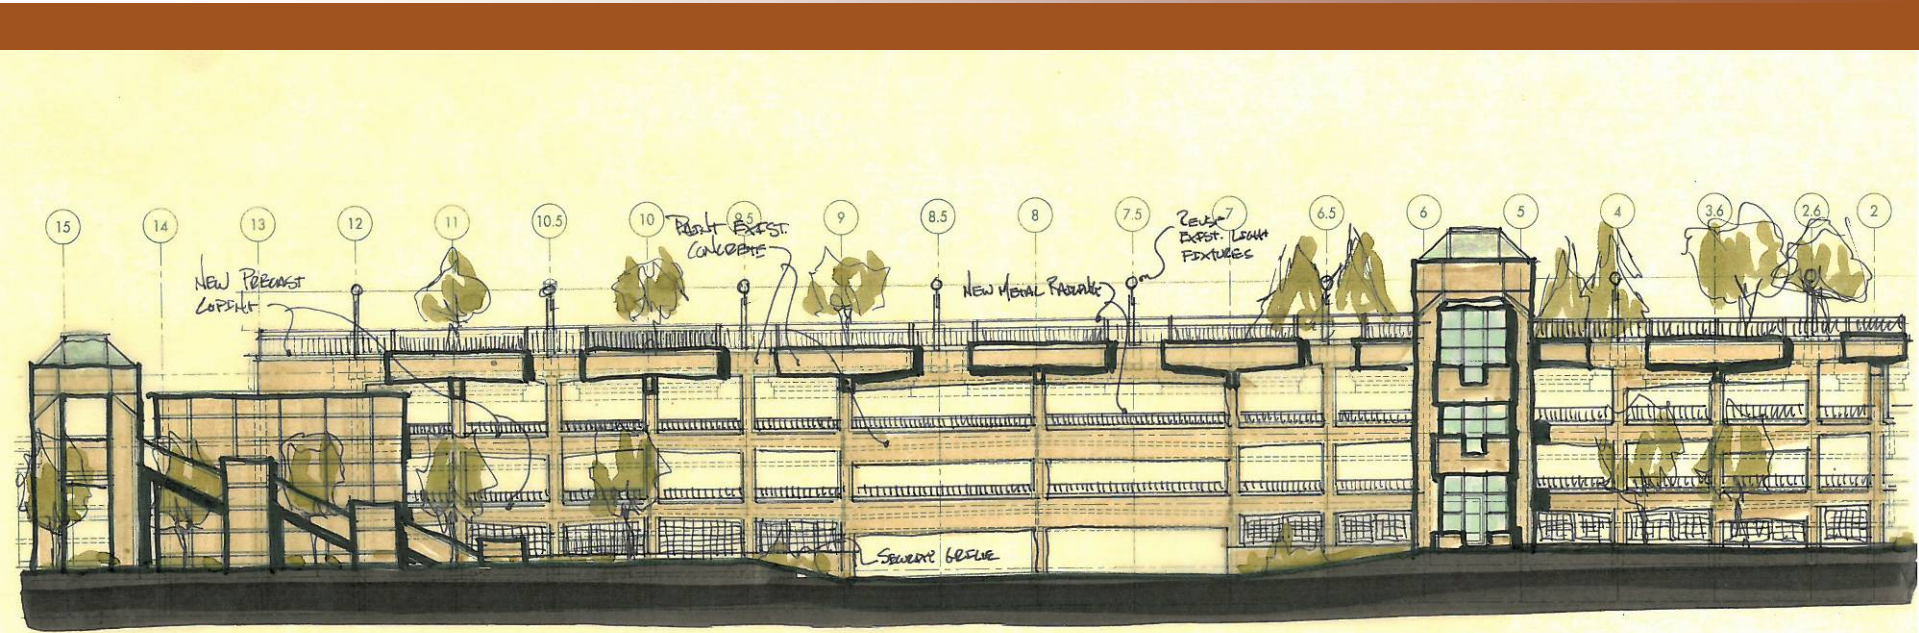 15
14
13
12
11
10.5
10
9.5
9
8.5
8
7.5
7
6.5
6
5
4
3.6
2.6
2
PAINT EXIST.
CONCRETE
REUSE
EXIST. LIGHT
FIXTURES
NEW PRECAST
COPING
NEW METAL RAILING
SECURITY GRILLE